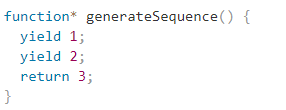 function* generateSequence() {
  yield 1;
  yield 2;
  return 3;
}